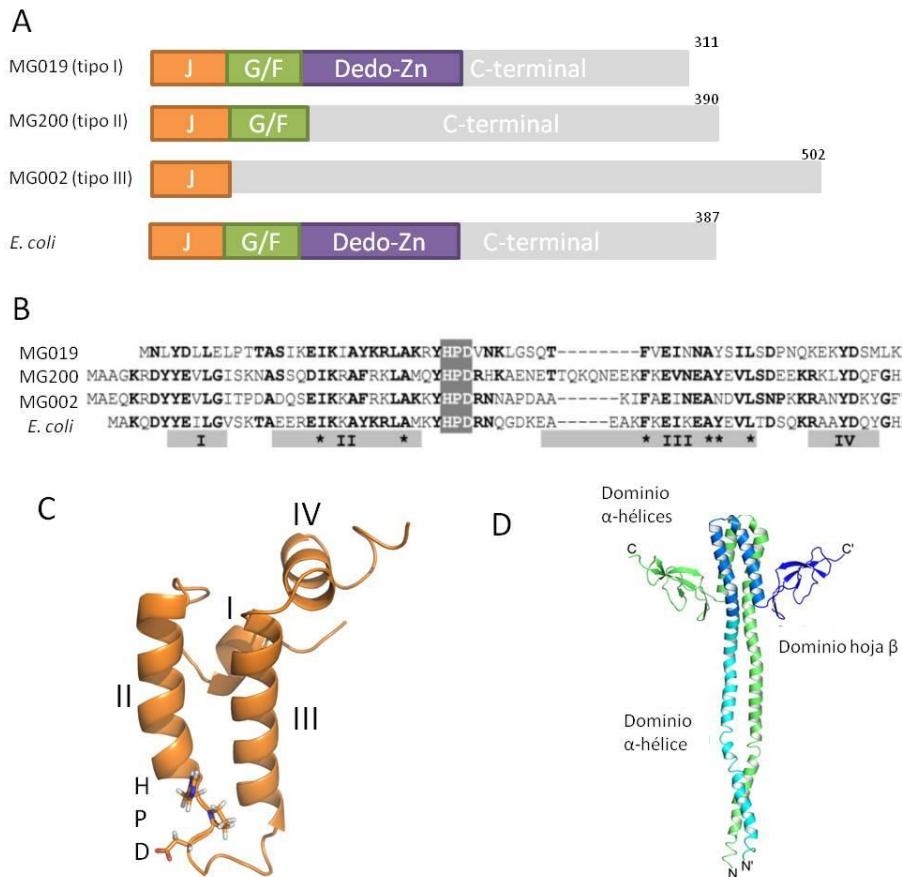 A
311
MG019 (tipo I) J G/F Dedo-Zn C-terminal
390
MG200 (tipo II) J G/F C-terminal
502
MG002 (tipo III) J
387
E. coli J G/F Dedo-Zn C-terminal
B
MG019 MNLYDLLELPTTASIKEIKIAYKRLAKRYHPDVNKLGSQT---------FVEINNAYSILSDPNQKEKYDSMLK
MG200 MAAGKRDYYEVLGISKNASSQDIKRAFRKLAMQYHPDRHKAENETTQKQNEEKFKEVNEAYEVLSDEEKRKLYDQFGH
MG002 MAEQKRDYYEVLGITPDADQSEIKKAFRKLAKKYHPDRNNAPDAA------KIFAEINEANDVLSNPKKRANYDKYGF
E. coli MAKQDYYEILGVSKTAEEREIRKAYKRLAMKYHPDRNQGDKEA------EAKFKEIKEAYEVLTDSQKRAAYDQYGH
I * II * * III ** * IV
C
IV
I
II
III
H
P
D
D
Dominio
α-hélices
C
C'
Dominio hoja β
Dominio
α-hélice
N N'